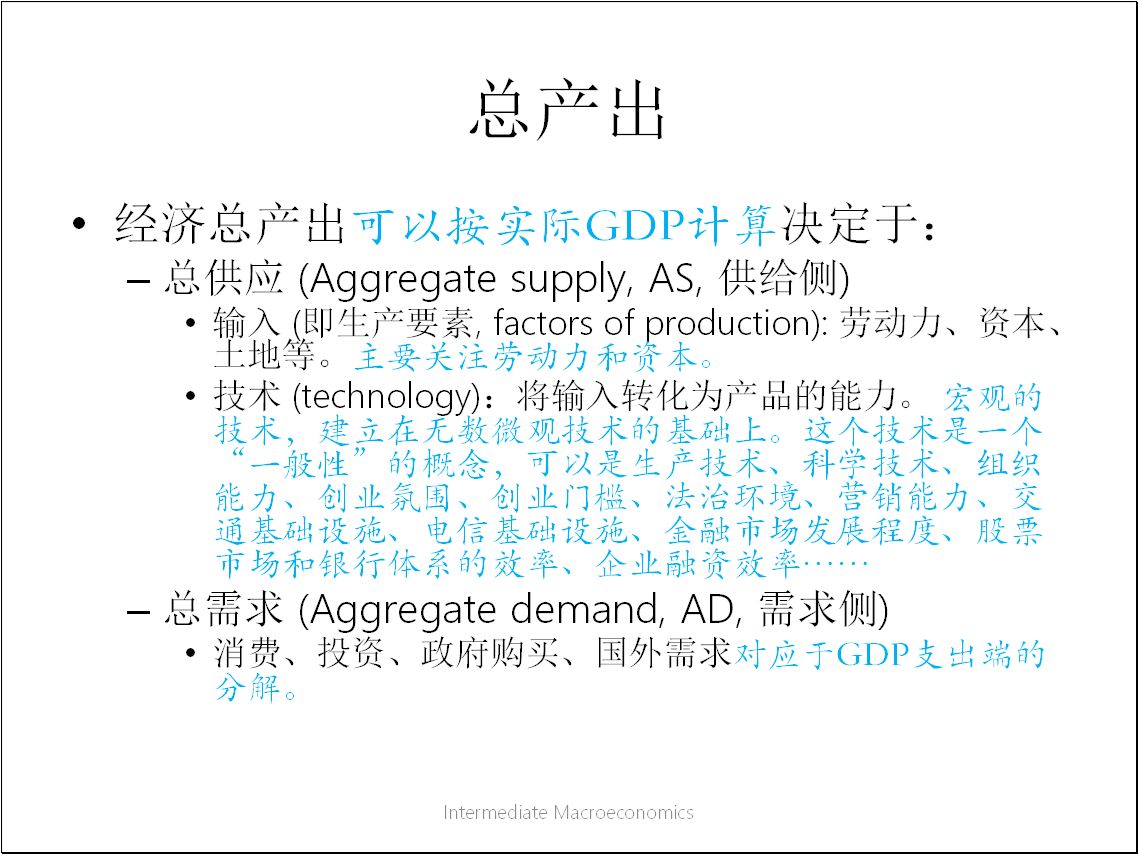 总产出
• 经济总产出可以按实际GDP计算决定于：
– 总供应 (Aggregate supply, AS, 供给侧)
• 输入 (即生产要素, factors of production): 劳动力、资本、
土地等。主要关注劳动力和资本。
• 技术 (technology)：将输入转化为产品的能力。 宏观的
技术，建立在无数微观技术的基础上。这个技术是一个
“一般性”的概念，可以是生产技术、科学技术、组织
能力、创业氛围、创业门槛、法治环境、营销能力、交
通基础设施、电信基础设施、金融市场发展程度、股票
市场和银行体系的效率、企业融资效率……
– 总需求 (Aggregate demand, AD, 需求侧)
• 消费、投资、政府购买、国外需求对应于GDP支出端的
分解。
Intermediate Macroeconomics